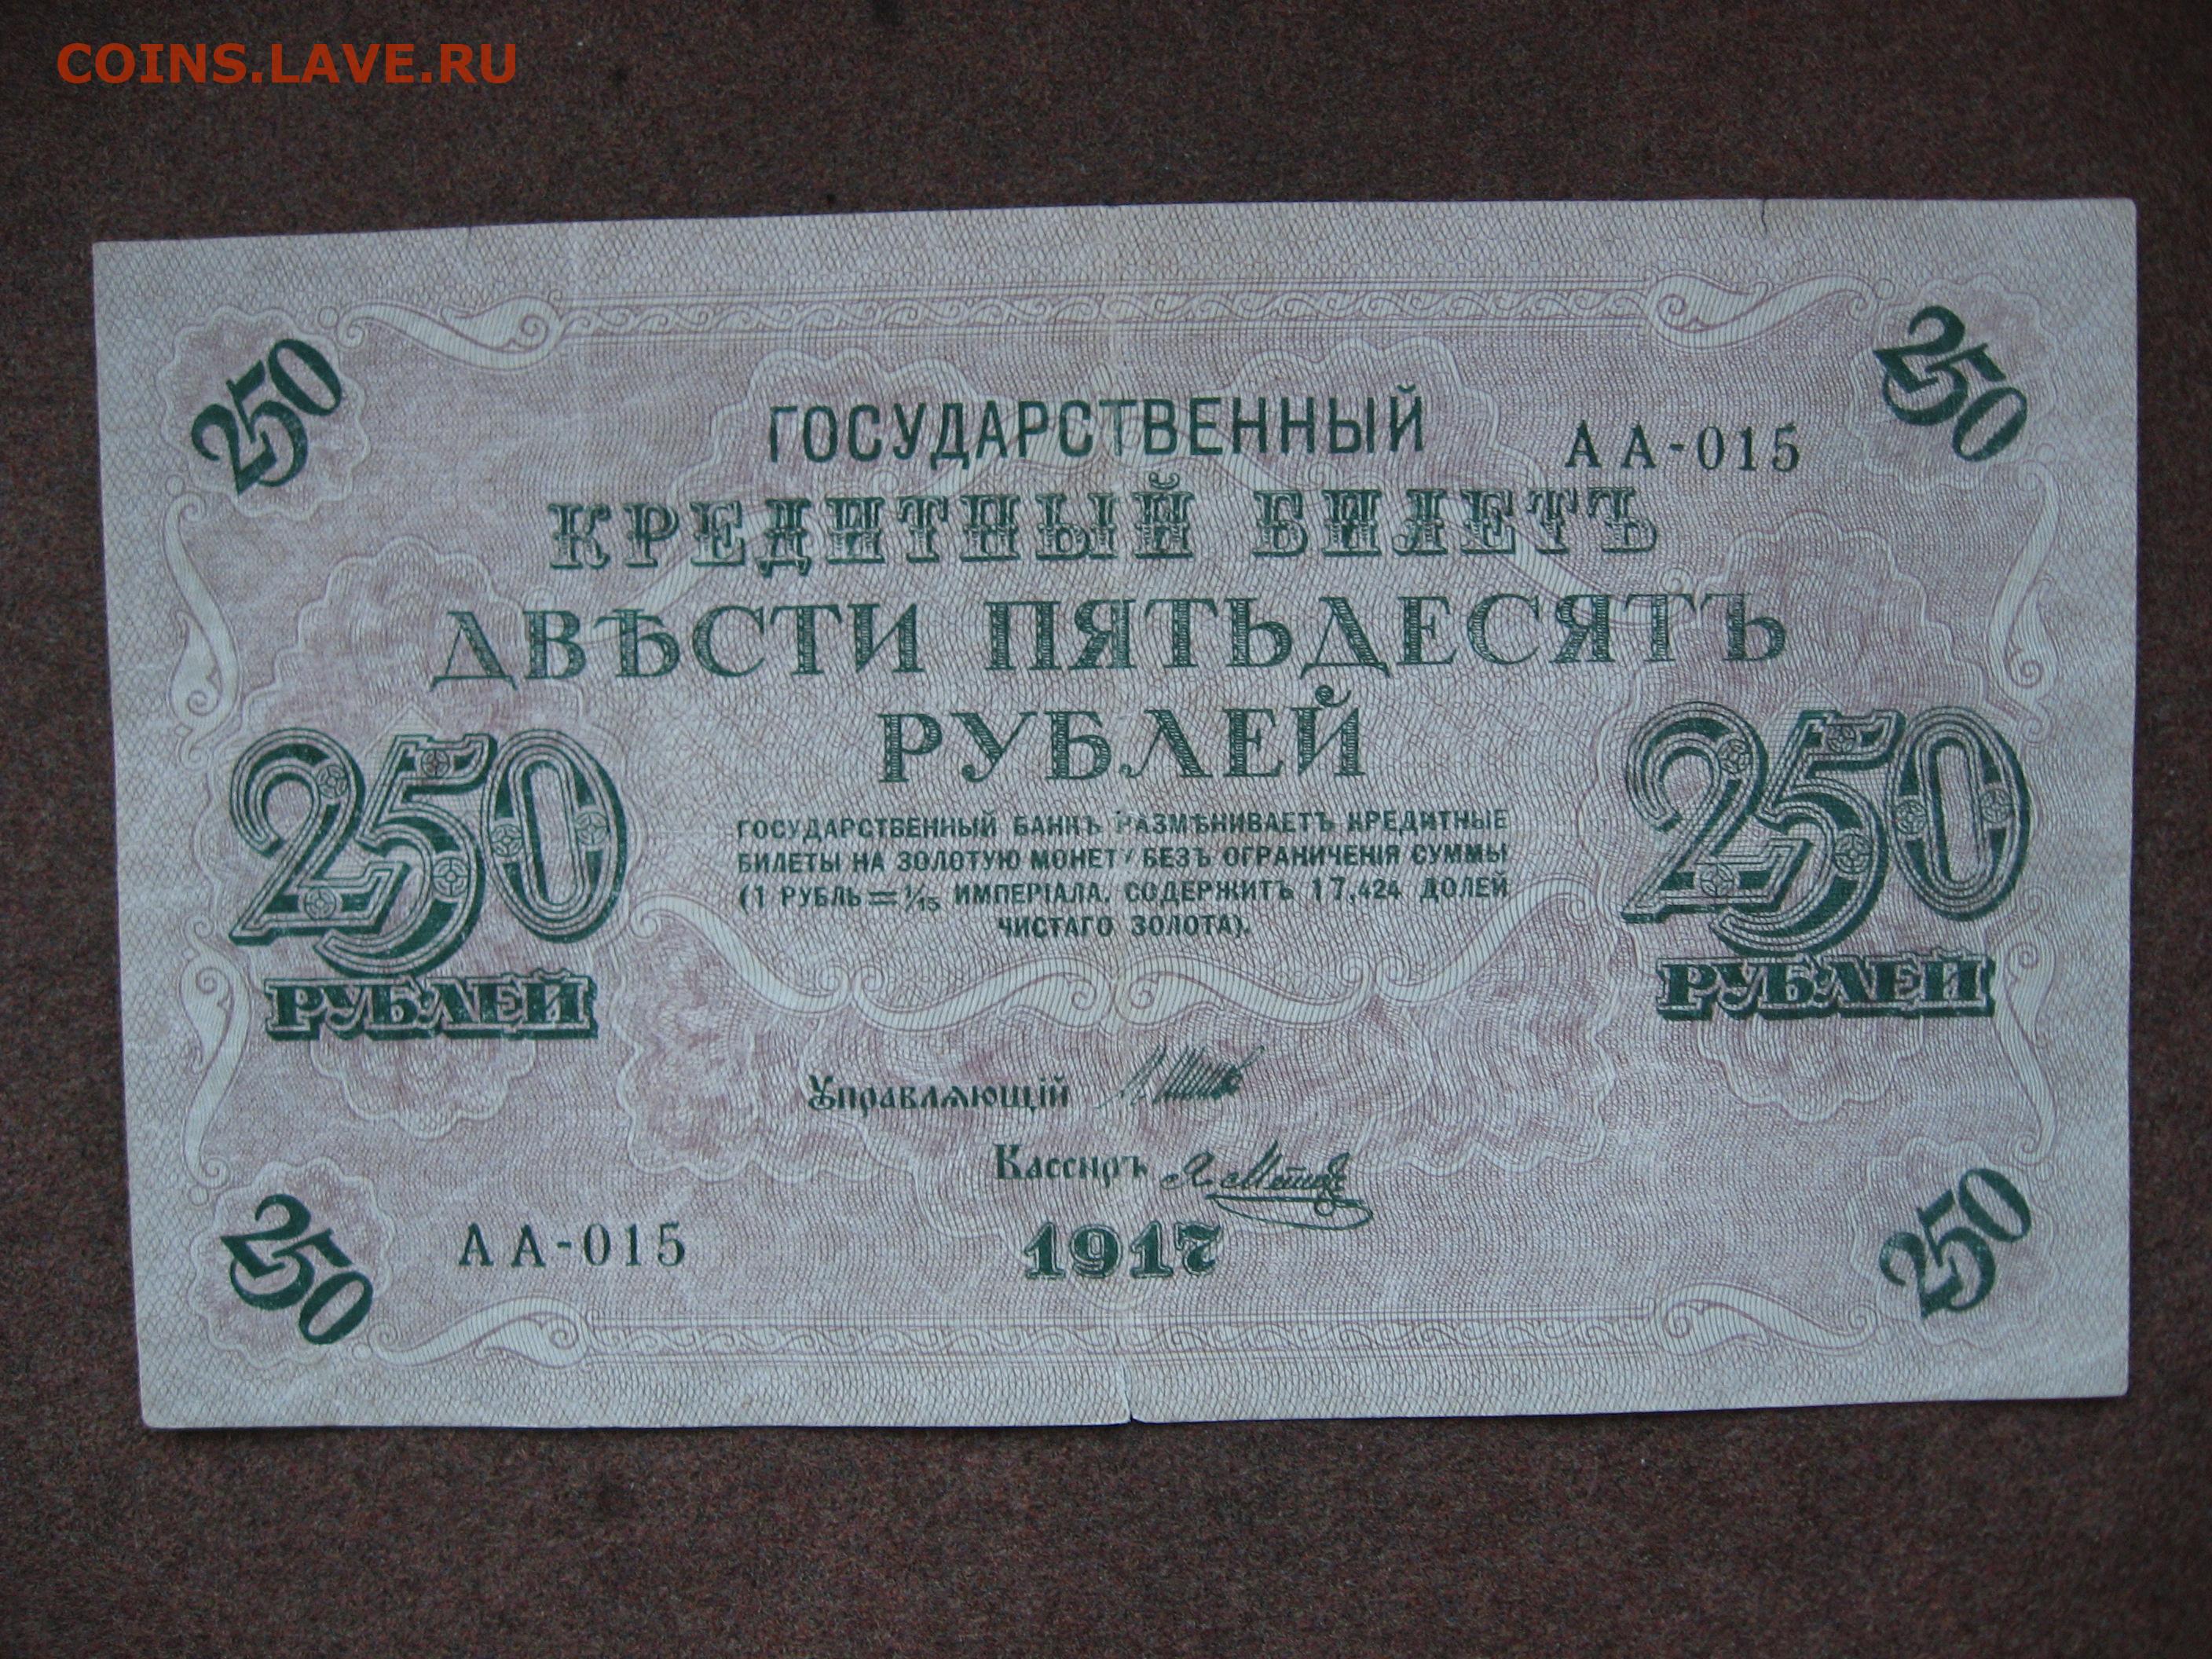 COINS.LAVE.RU
250
250
ГОСУДАРСТВЕННЫЙ
АА-015
КРЕДИТНЫЙ БИЛЕТЪ
ДВѢСТИ ПЯТЬДЕСЯТЪ
РУБЛЕЙ
250
РУБЛЕЙ
250
РУБЛЕЙ
ГОСУДАРСТВЕННЫЙ БАНКЪ РАЗМѢНИВАЕТЪ КРЕДИТНЫЕ
БИЛЕТЫ НА ЗОЛОТУЮ МОНЕТУ БЕЗЪ ОГРАНИЧЕНІЯ СУММЫ
(1 РУБЛЬ=1/15 ИМПЕРІАЛА, СОДЕРЖИТЪ 17,424 ДОЛЕЙ
ЧИСТАГО ЗОЛОТА).
Управляющій
Кассиръ
АА-015
1917
250
250